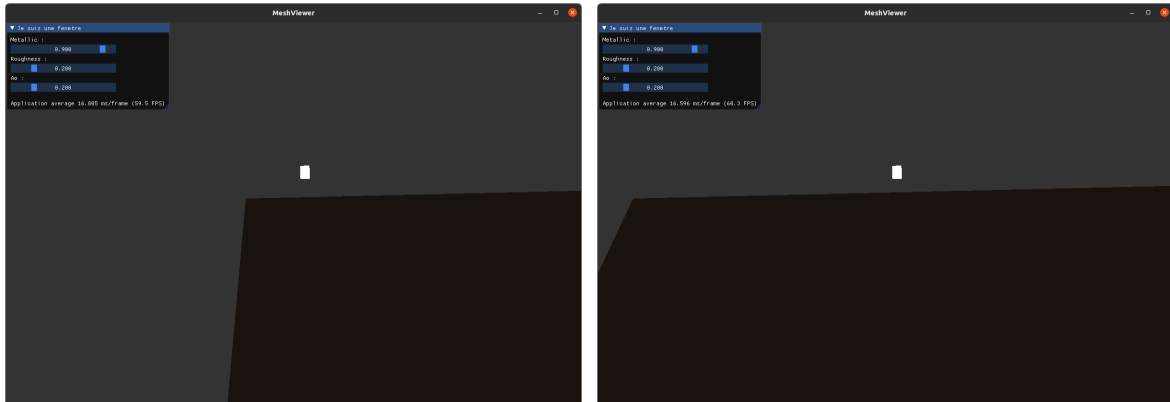 MeshViewer
Je suis une fenetre
Metallic :
0.900
Roughness :
0.200
Ao :
0.200
Application average 16.805 ms/frame (59.5 FPS)
MeshViewer
Je suis une fenetre
Metallic :
0.900
Roughness :
0.200
Ao :
0.200
Application average 16.596 ms/frame (60.3 FPS)